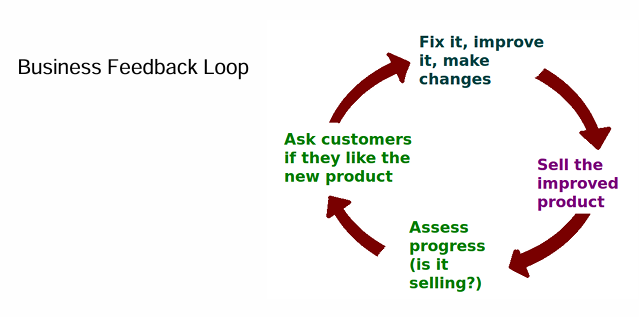 Business Feedback Loop
Fix it, improve
it, make
changes
Sell the
improved
product
Assess
progress
(is it
selling?)
Ask customers
if they like the
new product